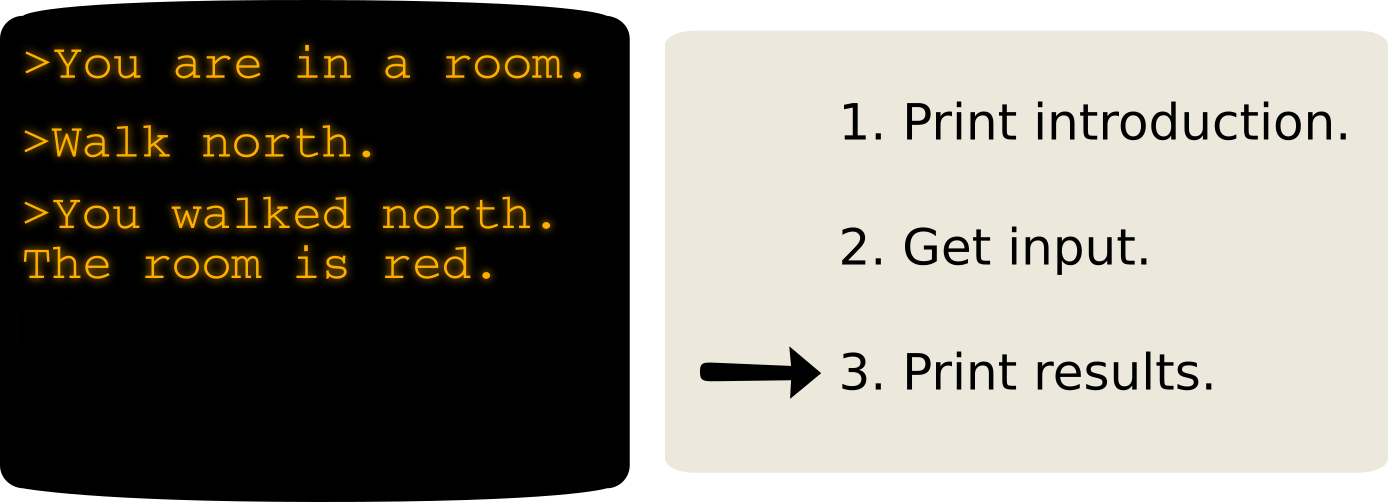 >You are in a room.
>Walk north.
>You walked north.
The room is red.
1. Print introduction.
2. Get input.
3. Print results.